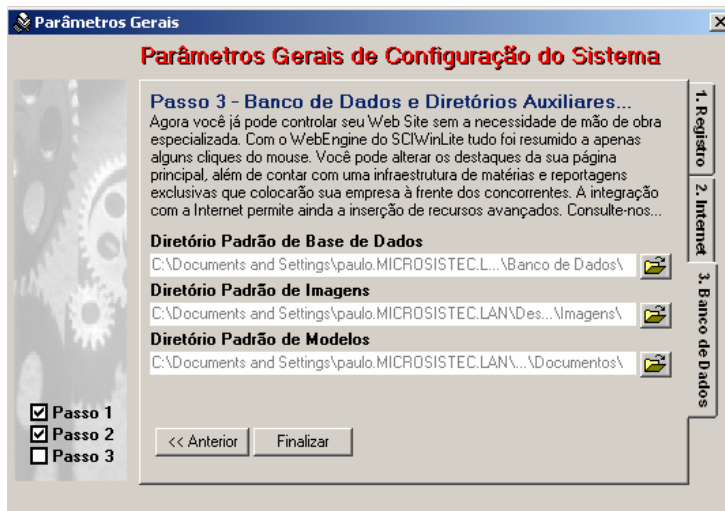 Parâmetros Gerais
Parâmetros Gerais de Configuração do Sistema
Passo 3 - Banco de Dados e Diretórios Auxiliares...
Agora você já pode controlar seu Web Site sem a necessidade de mão de obra
especializada. Com o WebEngine do SCIWinLite tudo foi resumido a apenas
alguns cliques do mouse. Você pode alterar os destaques da sua página
principal, além de contar com uma infraestrutura de matérias e reportagens
exclusivas que colocarão sua empresa à frente dos concorrentes. A integração
com a Internet permite ainda a inserção de recursos avançados. Consulte-nos...
Diretório Padrão de Base de Dados
C:\Documents and Settings\paulo.MICROSISTEC.L...\Banco de Dados\
Diretório Padrão de Imagens
C:\Documents and Settings\paulo.MICROSISTEC.LAN\Des...\Imagens\
Diretório Padrão de Modelos
C:\Documents and Settings\paulo.MICROSISTEC.LAN\...\Documentos\
<< Anterior
Finalizar
Passo 1
Passo 2
Passo 3
1. Registro
2. Internet
3. Banco de Dados